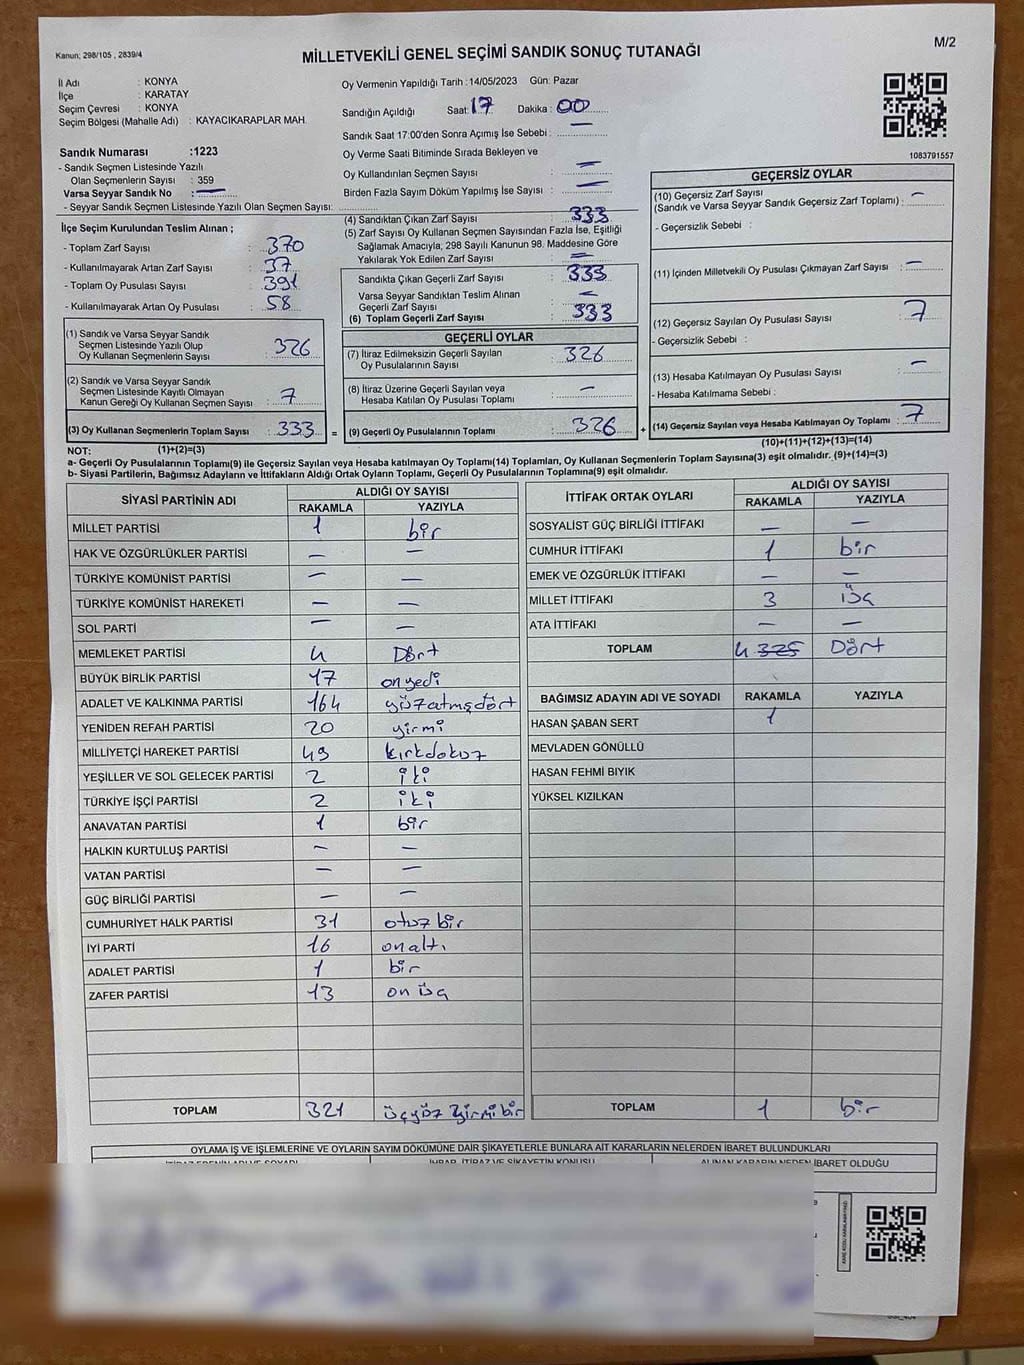 Kanun: 298/105 , 2839/4
MİLLETVEKİLİ GENEL SEÇİMİ SANDIK SONUÇ TUTANAĞI
M/2
İl Adı : KONYA
İlçe : KARATAY
Seçim Çevresi : KONYA
Seçim Bölgesi (Mahalle Adı) : KAYACIKARAPLAR MAH.
Oy Vermenin Yapıldığı Tarih :14/05/2023 Gün: Pazar
Sandığın Açıldığı Saat: 17 Dakika : 00
Sandık Saat 17:00'den Sonra Açılmış İse Sebebi : —
1083791557
Sandık Numarası :1223
- Sandık Seçmen Listesinde Yazılı
Olan Seçmenlerin Sayısı : 359
Varsa Seyyar Sandık No : —
- Seyyar Sandık Seçmen Listesinde Yazılı Olan Seçmen Sayısı:
Oy Verme Saati Bitiminde Sırada Bekleyen ve
Oy Kullandırılan Seçmen Sayısı : —
Birden Fazla Sayım Döküm Yapılmış İse Sayısı : —
İlçe Seçim Kurulundan Teslim Alınan ;
- Toplam Zarf Sayısı : 370
- Kullanılmayarak Artan Zarf Sayısı : 37
- Toplam Oy Pusulası Sayısı : 391
- Kullanılmayarak Artan Oy Pusulası : 58
(1) Sandık ve Varsa Seyyar Sandık
Seçmen Listesinde Yazılı Olup
Oy Kullanan Seçmenlerin Sayısı : 326
(2) Sandık ve Varsa Seyyar Sandık
Seçmen Listesinde Kayıtlı Olmayan
Kanun Gereği Oy Kullanan Seçmen Sayısı : 7
(3) Oy Kullanan Seçmenlerin Toplam Sayısı : 333 =
(1)+(2)=(3)
(4) Sandıktan Çıkan Zarf Sayısı : 333
(5) Zarf Sayısı Oy Kullanan Seçmen Sayısından Fazla İse, Eşitliği
Sağlamak Amacıyla; 298 Sayılı Kanunun 98. Maddesine Göre
Yakılarak Yok Edilen Zarf Sayısı : —
Sandıkta Çıkan Geçerli Zarf Sayısı : 333
Varsa Seyyar Sandıktan Teslim Alınan
Geçerli Zarf Sayısı : —
(6) Toplam Geçerli Zarf Sayısı : 333
GEÇERLİ OYLAR
(7) İtiraz Edilmeksizin Geçerli Sayılan
Oy Pusulalarının Sayısı : 326
(8) İtiraz Üzerine Geçerli Sayılan veya
Hesaba Katılan Oy Pusulası Toplamı : —
(9) Geçerli Oy Pusulalarının Toplamı : 326 +
GEÇERSİZ OYLAR
(10) Geçersiz Zarf Sayısı
(Sandık ve Varsa Seyyar Sandık Geçersiz Zarf Toplamı) : —
- Geçersizlik Sebebi :
(11) İçinden Milletvekili Oy Pusulası Çıkmayan Zarf Sayısı : —
(12) Geçersiz Sayılan Oy Pusulası Sayısı : 7
- Geçersizlik Sebebi :
(13) Hesaba Katılmayan Oy Pusulası Sayısı : —
- Hesaba Katılmama Sebebi :
(14) Geçersiz Sayılan veya Hesaba Katılmayan Oy Toplamı : 7
(10)+(11)+(12)+(13)=(14)
NOT:
a- Geçerli Oy Pusulalarının Toplamı(9) ile Geçersiz Sayılan veya Hesaba katılmayan Oy Toplamı(14) Toplamları, Oy Kullanan Seçmenlerin Toplam Sayısına(3) eşit olmalıdır. (9)+(14)=(3)
b- Siyasi Partilerin, Bağımsız Adayların ve İttifakların Aldığı Ortak Oyların Toplamı, Geçerli Oy Pusulalarının Toplamına(9) eşit olmalıdır.
SİYASİ PARTİNİN ADI ALDIĞI OY SAYISI
RAKAMLA YAZIYLA
MİLLET PARTİSİ 1 bir
HAK VE ÖZGÜRLÜKLER PARTİSİ — —
TÜRKİYE KOMÜNİST PARTİSİ — —
TÜRKİYE KOMÜNİST HAREKETİ — —
SOL PARTİ — —
MEMLEKET PARTİSİ 4 Dört
BÜYÜK BİRLİK PARTİSİ 17 onyedi
ADALET VE KALKINMA PARTİSİ 164 yüzatmışdört
YENİDEN REFAH PARTİSİ 20 yirmi
MİLLİYETÇİ HAREKET PARTİSİ 49 kırkdokuz
YEŞİLLER VE SOL GELECEK PARTİSİ 2 iki
TÜRKİYE İŞÇİ PARTİSİ 2 iki
ANAVATAN PARTİSİ 1 bir
HALKIN KURTULUŞ PARTİSİ — —
VATAN PARTİSİ — —
GÜÇ BİRLİĞİ PARTİSİ — —
CUMHURİYET HALK PARTİSİ 31 otuz bir
İYİ PARTİ 16 onaltı
ADALET PARTİSİ 1 bir
ZAFER PARTİSİ 13 on üç
TOPLAM 321 üçyüz yirmi bir
İTTİFAK ORTAK OYLARI ALDIĞI OY SAYISI
RAKAMLA YAZIYLA
SOSYALİST GÜÇ BİRLİĞİ İTTİFAKI — —
CUMHUR İTTİFAKI 1 bir
EMEK VE ÖZGÜRLÜK İTTİFAKI — —
MİLLET İTTİFAKI 3 üç
ATA İTTİFAKI — —
TOPLAM 4 325 Dört
BAĞIMSIZ ADAYIN ADI VE SOYADI RAKAMLA YAZIYLA
HASAN ŞABAN SERT 1
MEVLADEN GÖNÜLLÜ
HASAN FEHMİ BIYIK
YÜKSEL KIZILKAN
TOPLAM 1 bir
OYLAMA İŞ VE İŞLEMLERİNE VE OYLARIN SAYIM DÖKÜMÜNE DAİR ŞİKAYETLERLE BUNLARA AİT KARARLARIN NELERDEN İBARET BULUNDUKLARI
İTİRAZ EDENİN ADI VE SOYADI İHBAR, İTİRAZ VE ŞİKAYETİN KONUSU ALINAN KARARIN NEDEN İBARET OLDUĞU